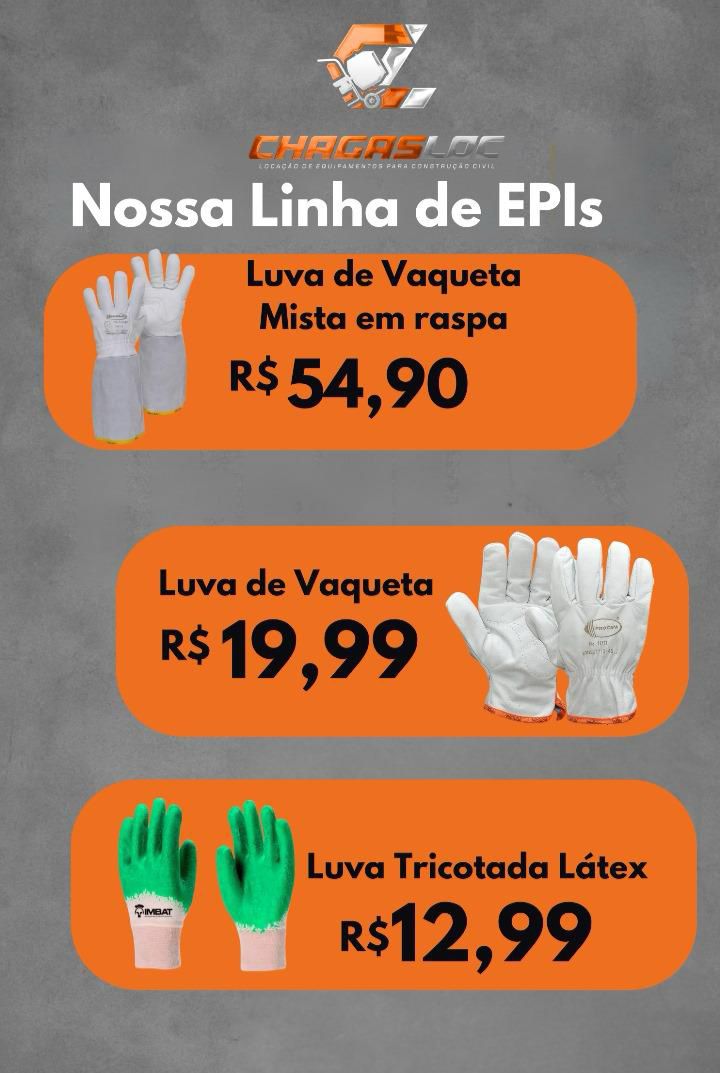 CHAGASLOC
LOCAÇÃO DE EQUIPAMENTOS PARA CONSTRUÇÃO CIVIL
Nossa Linha de EPIs
Luva de Vaqueta
Mista em raspa
R$ 54,90
Luva de Vaqueta
R$ 19,99
Luva Tricotada Látex
R$12,99
IMBAT